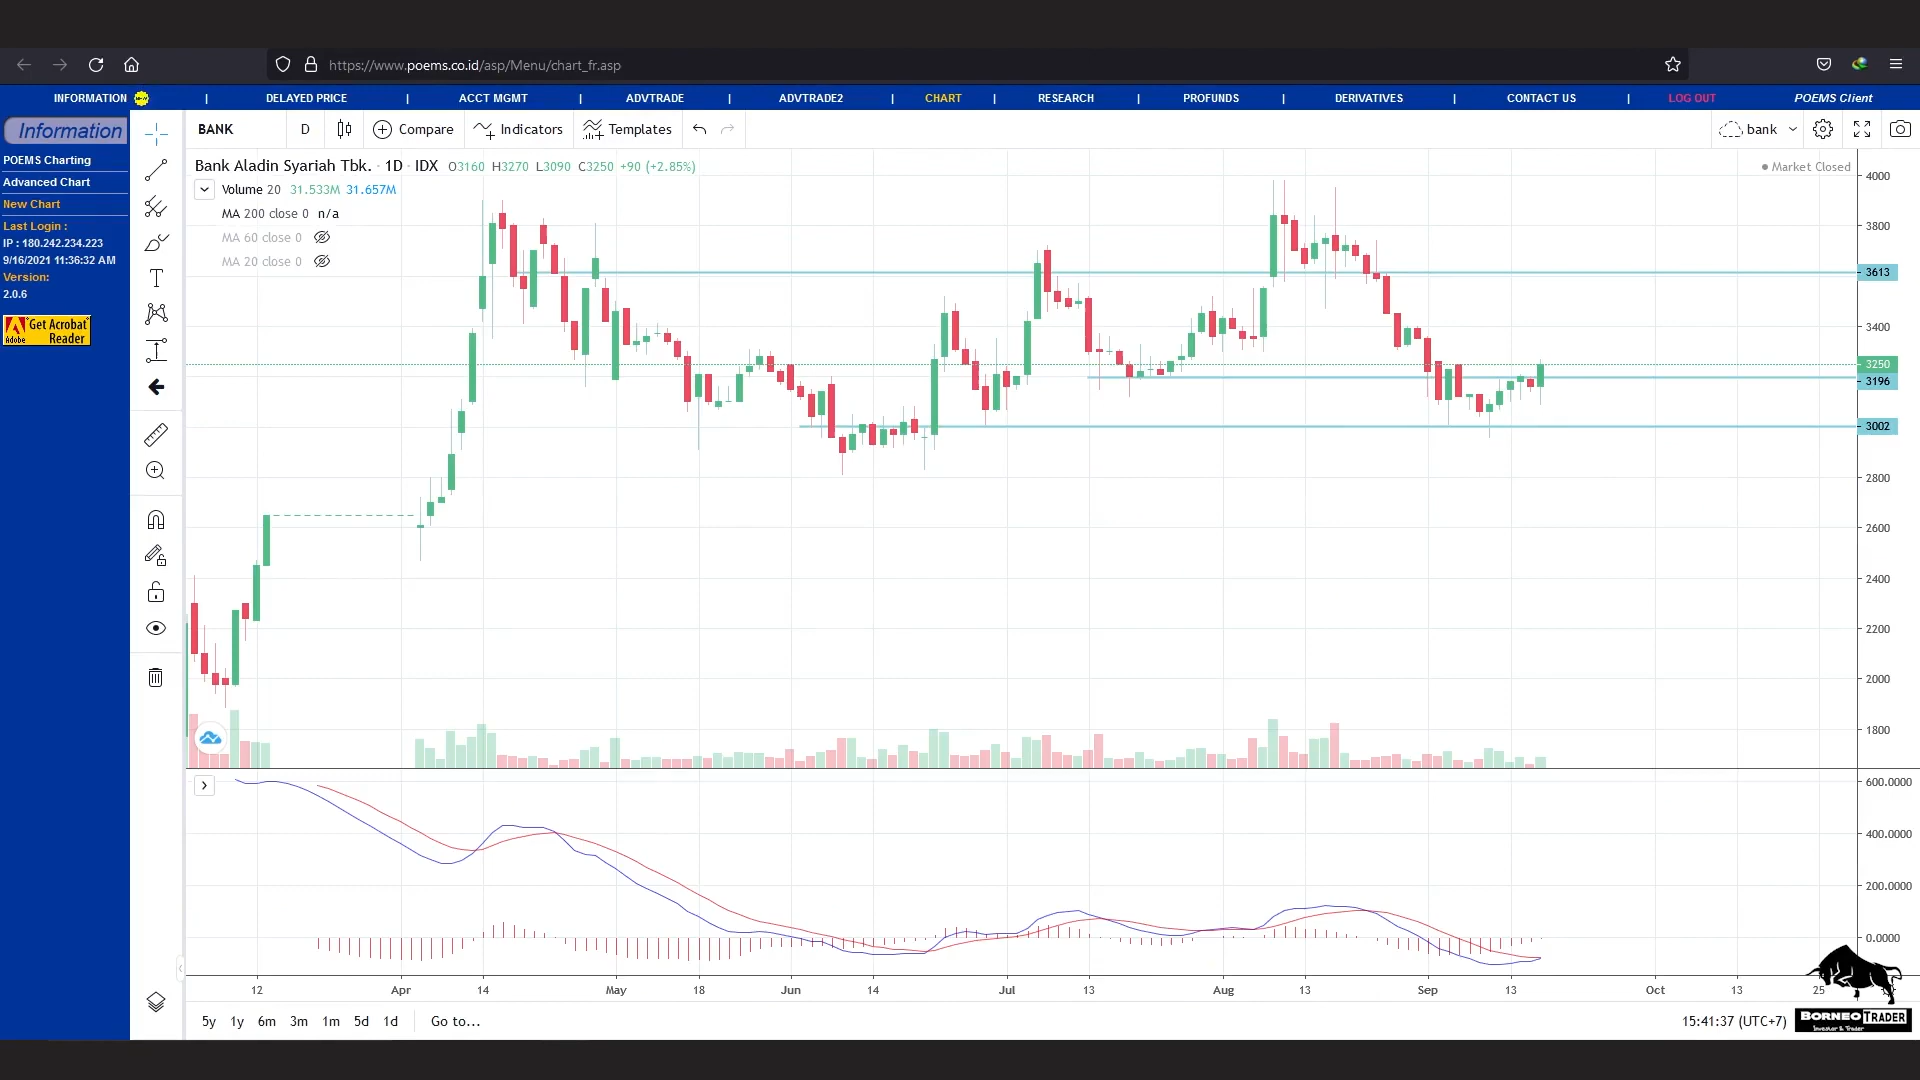 https://www.poems.co.id/asp/Menu/chart_fr.asp
INFORMATION | DELAYED PRICE | ACCT MGMT | ADVTRADE | ADVTRADE2 | CHART | RESEARCH | PROFUNDS | DERIVATIVES | CONTACT US | LOG OUT POEMS Client
Information
POEMS Charting
Advanced Chart
New Chart
Last Login :
IP : 180.242.234.223
9/16/2021 11:36:32 AM
Version:
2.0.6
Get Acrobat
Adobe Reader
BANK D Compare Indicators Templates bank
Bank Aladin Syariah Tbk. · 1D · IDX O3160 H3270 L3090 C3250 +90 (+2.85%)
Market Closed
Volume 20 31.533M 31.657M
MA 200 close 0 n/a
MA 60 close 0
MA 20 close 0
4000
3800
3613
3400
3250
3196
3002
2800
2600
2400
2200
2000
1800
600.0000
400.0000
200.0000
0.0000
12 Apr 14 May 18 Jun 14 Jul 13 Aug 13 Sep 13 Oct 13 25
5y 1y 6m 3m 1m 5d 1d Go to...
15:41:37 (UTC+7)
BORNEO TRADER
Investor & Trader